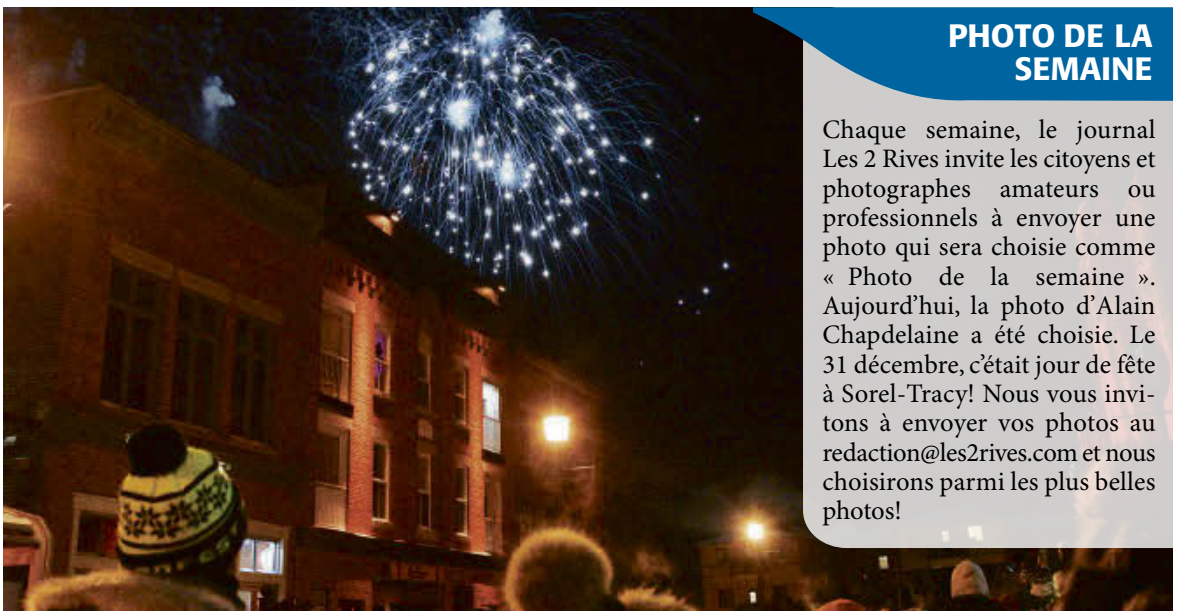 PHOTO DE LA
SEMAINE
Chaque semaine, le journal
Les 2 Rives invite les citoyens et
photographes amateurs ou
professionnels à envoyer une
photo qui sera choisie comme
« Photo de la semaine ».
Aujourd'hui, la photo d'Alain
Chapdelaine a été choisie. Le
31 décembre, c'était jour de fête
à Sorel-Tracy! Nous vous invi-
tons à envoyer vos photos au
redaction@les2rives.com et nous
choisirons parmi les plus belles
photos!